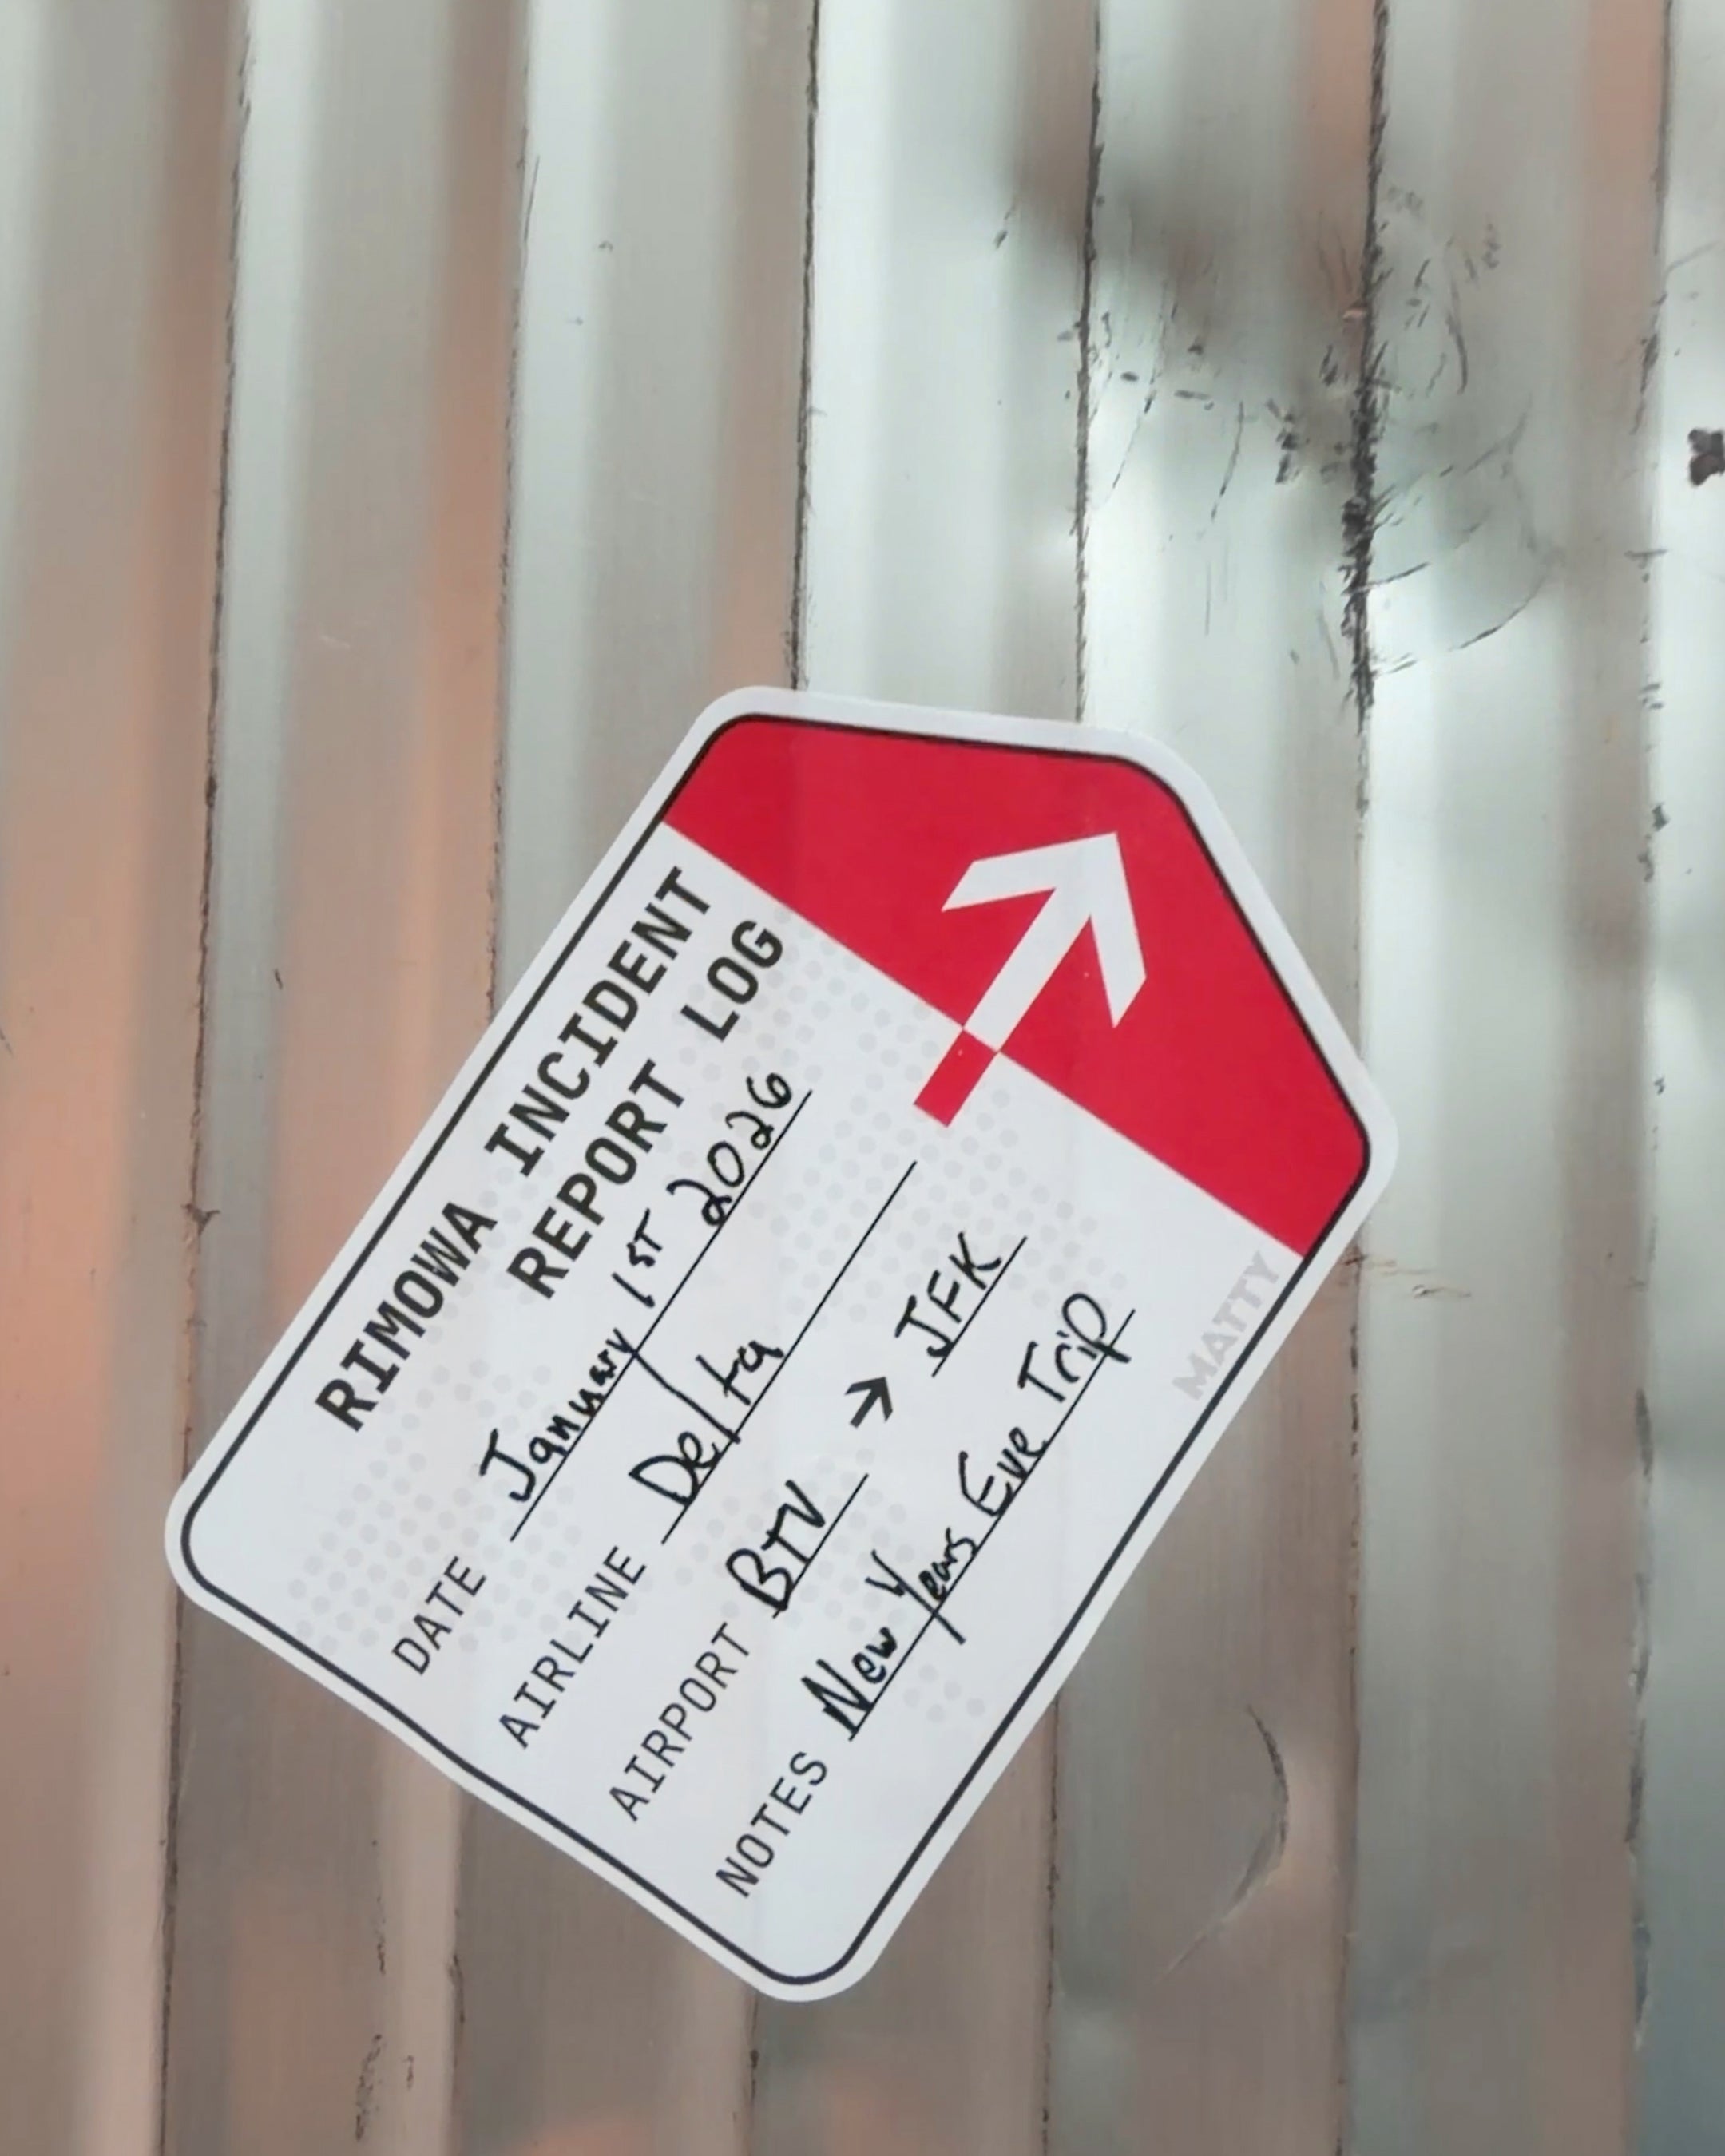 RIMOWA INCIDENT
REPORT LOG
DATE January 1ST 2026
AIRLINE Delta
AIRPORT BTV → JFK
NOTES New Years Eve Trip
MATTY